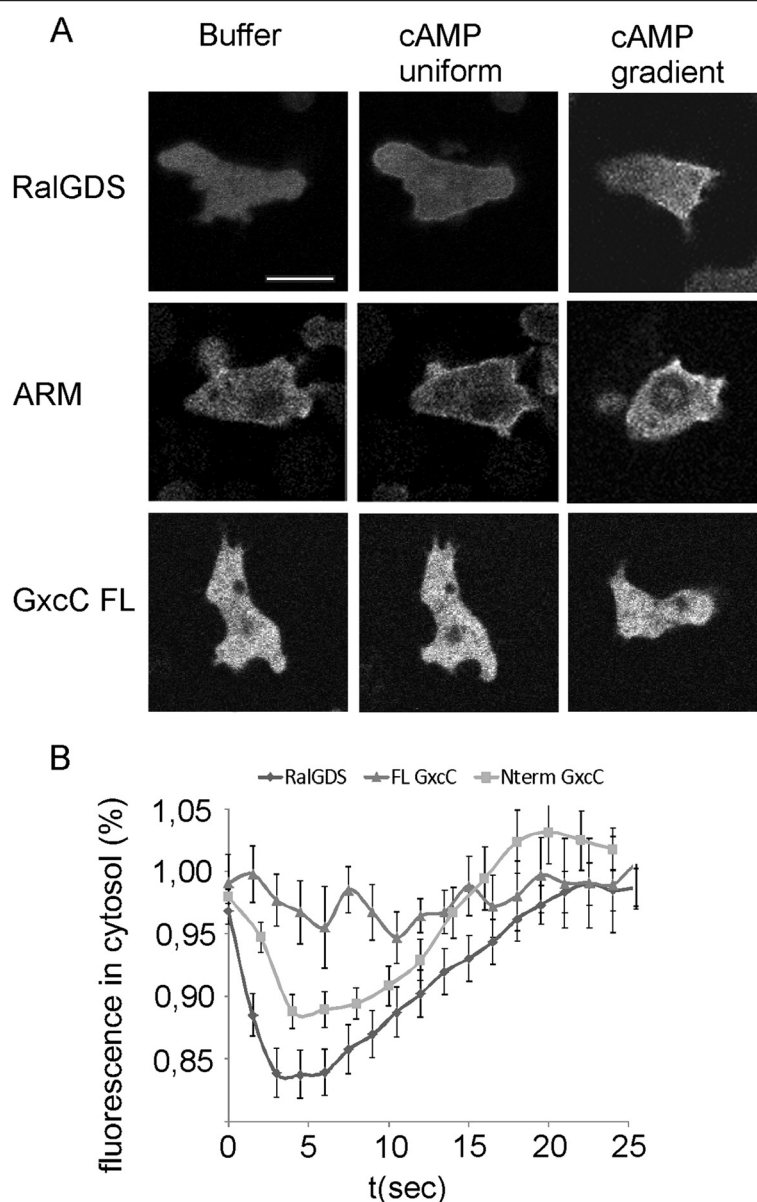 A
Buffer
cAMP uniform
cAMP gradient
RalGDS
ARM
GxcC FL
B
RalGDS FL GxcC Nterm GxcC
fluorescence in cytosol (%)
1,05
1,00
0,95
0,90
0,85
0 5 10 15 20 25
t(sec)